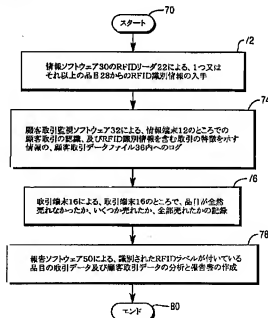 70
スタート
72
情報ソフトウェア30のRFIDリーダ22による、1つ又は
それ以上の品目28からのRFID識別情報の入手
74
顧客取引監視ソフトウェア32による、情報端末12のところでの
顧客取引の認識、及びRFID識別情報を含む取引の特徴を示す
情報の、顧客取引データファイル36内へのログ
76
取引端末16による、取引端末16のところで、品目が全然
売れなかったか、いくつか売れたか、全部売れたかの記録
78
報告ソフトウェア50による、識別されたRFIDラベルが付いている
品目の取引データ及び顧客取引データの分析と報告書の作成
エンド
80